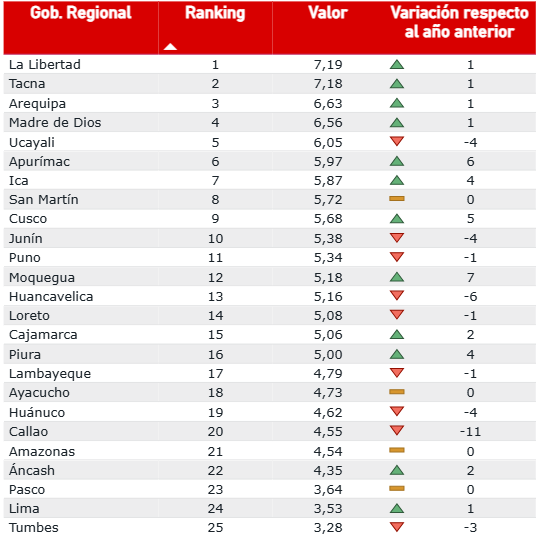 Gob. Regional Ranking Valor Variación respecto
al año anterior
La Libertad 1 7,19 1
Tacna 2 7,18 1
Arequipa 3 6,63 1
Madre de Dios 4 6,56 1
Ucayali 5 6,05 -4
Apurímac 6 5,97 6
Ica 7 5,87 4
San Martín 8 5,72 0
Cusco 9 5,68 5
Junín 10 5,38 -4
Puno 11 5,34 -1
Moquegua 12 5,18 7
Huancavelica 13 5,16 -6
Loreto 14 5,08 -1
Cajamarca 15 5,06 2
Piura 16 5,00 4
Lambayeque 17 4,79 -1
Ayacucho 18 4,73 0
Huánuco 19 4,62 -4
Callao 20 4,55 -11
Amazonas 21 4,54 0
Áncash 22 4,35 2
Pasco 23 3,64 0
Lima 24 3,53 1
Tumbes 25 3,28 -3